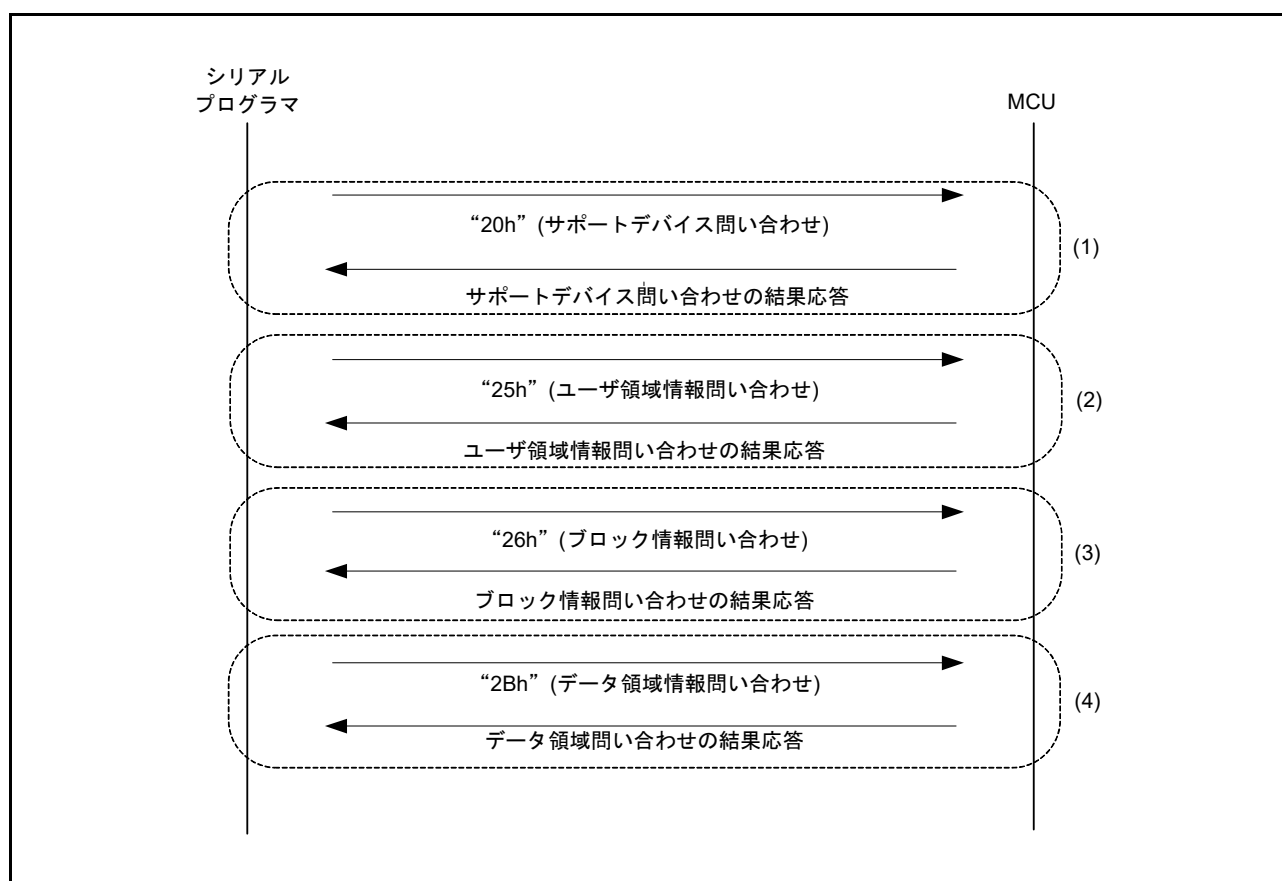 シリアル
プログラマ
MCU
“20h” (サポートデバイス問い合わせ)
サポートデバイス問い合わせの結果応答
(1)
“25h” (ユーザ領域情報問い合わせ)
ユーザ領域情報問い合わせの結果応答
(2)
“26h” (ブロック情報問い合わせ)
ブロック情報問い合わせの結果応答
(3)
“2Bh” (データ領域情報問い合わせ)
データ領域問い合わせの結果応答
(4)